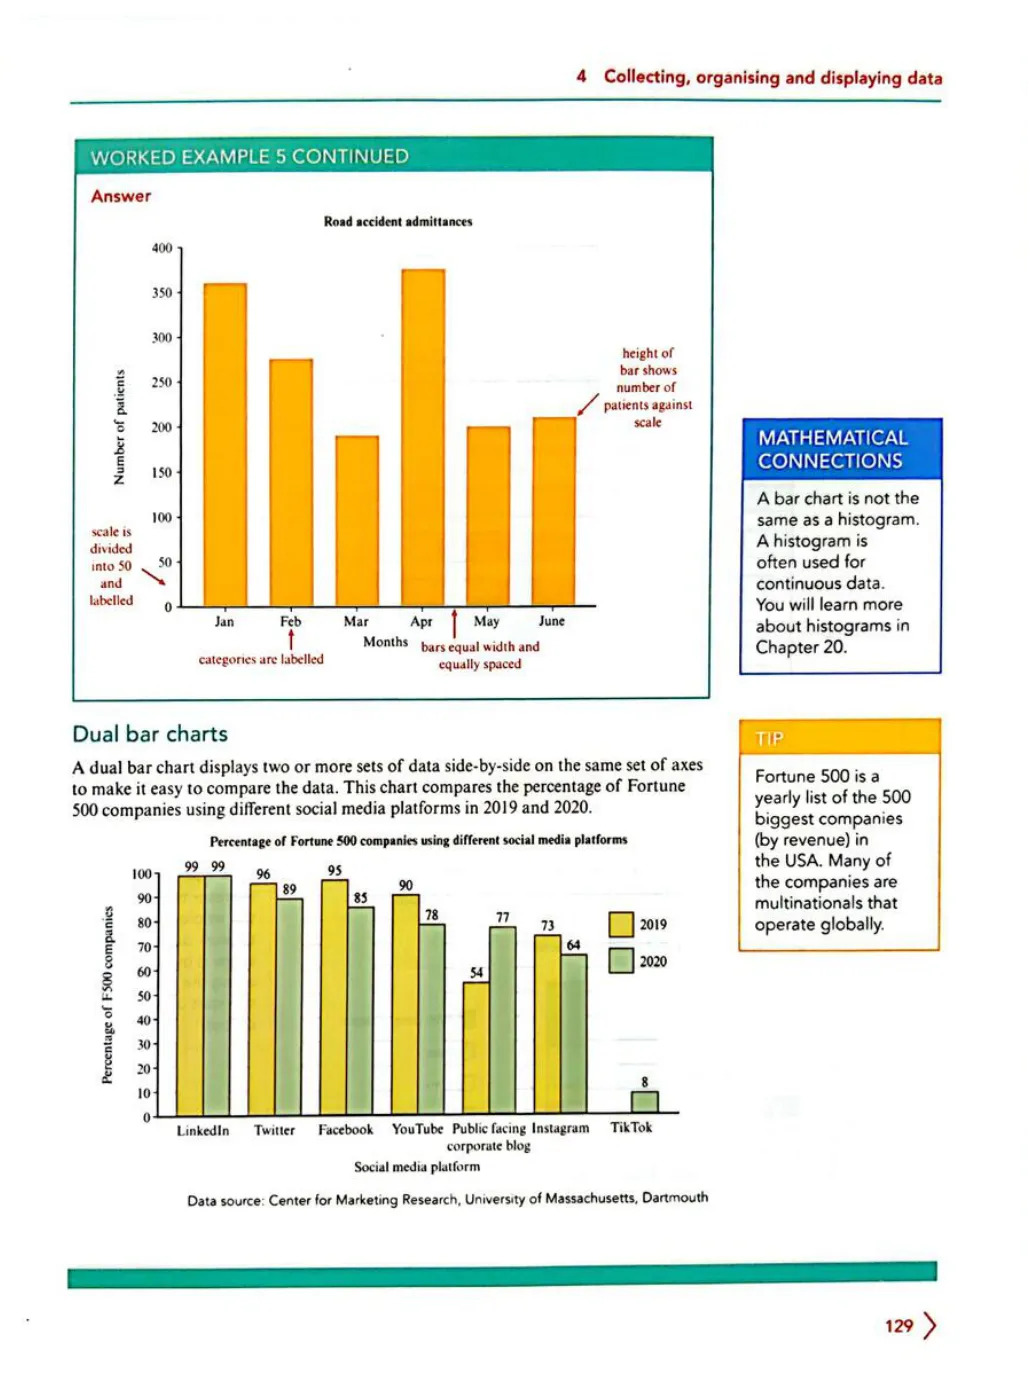 4 Collecting, organising and displaying data
WORKED EXAMPLE 5 CONTINUED
Answer
Road accident admittances
400
350
300
250
200
150
100
50
0
Number of patients
scale is
divided
into 50
and
labelled
height of
bar shows
number of
patients against
scale
Jan Feb Mar Apr May June
Months
categories are labelled
bars equal width and
equally spaced
MATHEMATICAL
CONNECTIONS
A bar chart is not the
same as a histogram.
A histogram is
often used for
continuous data.
You will learn more
about histograms in
Chapter 20.
Dual bar charts
A dual bar chart displays two or more sets of data side-by-side on the same set of axes
to make it easy to compare the data. This chart compares the percentage of Fortune
500 companies using different social media platforms in 2019 and 2020.
TIP
Fortune 500 is a
yearly list of the 500
biggest companies
(by revenue) in
the USA. Many of
the companies are
multinationals that
operate globally.
Percentage of Fortune 500 companies using different social media platforms
100
90
80
70
60
50
40
30
20
10
0
Percentage of F500 companies
99 99 96 89 95 85 90 78 54 77 73 64 8
2019
2020
LinkedIn Twitter Facebook YouTube Public facing Instagram TikTok
corporate blog
Social media platform
Data source: Center for Marketing Research, University of Massachusetts, Dartmouth
129